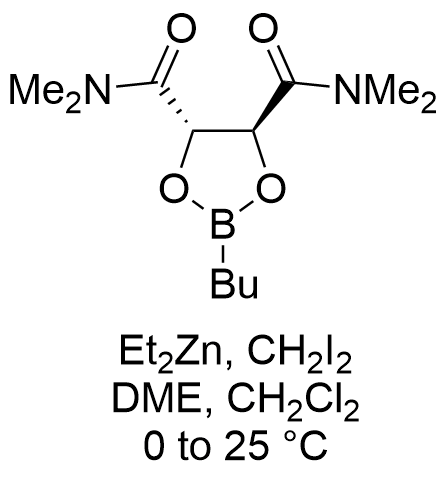 O O
Me₂N NMe₂
O O
B
Bu
Et₂Zn, CH₂I₂
DME, CH₂Cl₂
0 to 25 °C